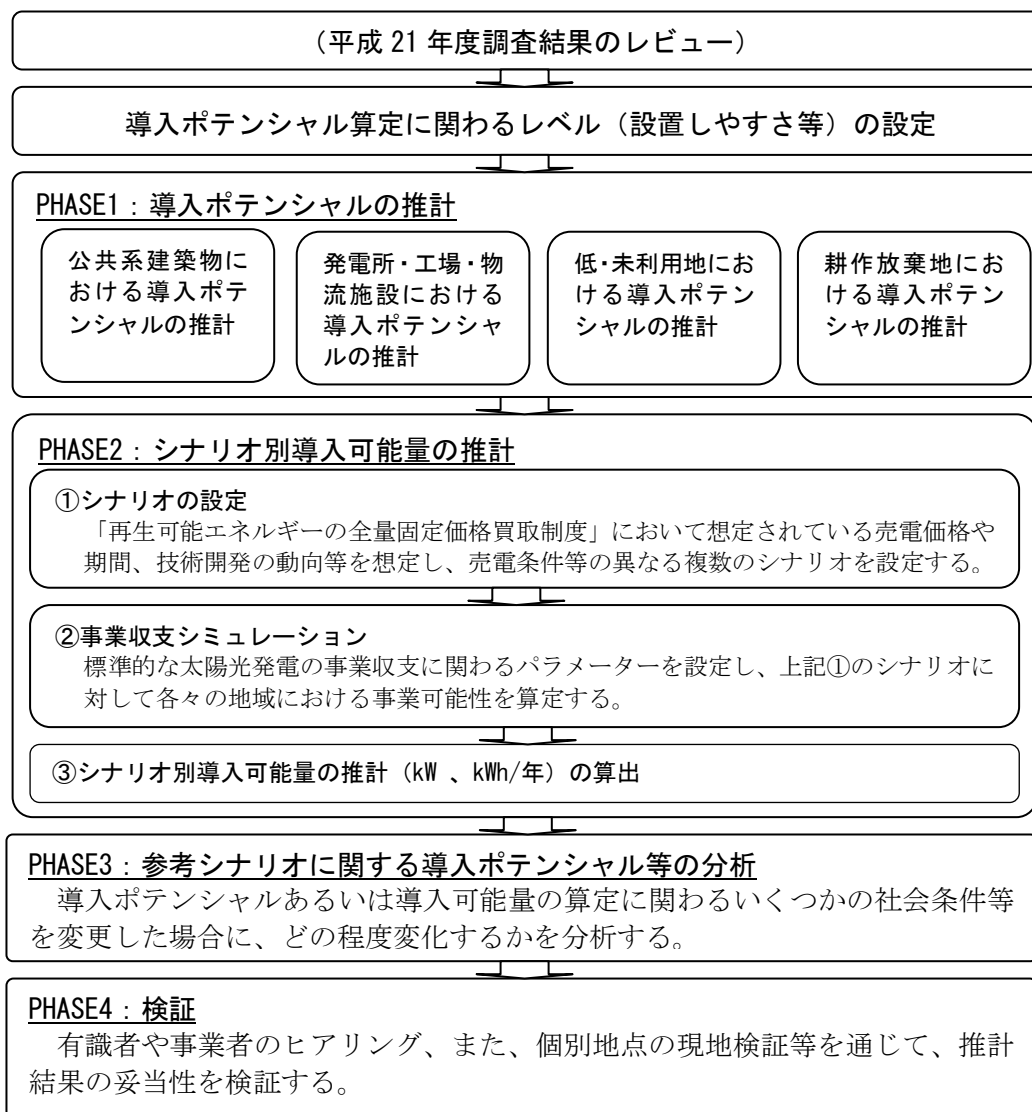 （平成 21 年度調査結果のレビュー）
導入ポテンシャル算定に関わるレベル（設置しやすさ等）の設定
PHASE1：導入ポテンシャルの推計
公共系建築物に
おける導入ポテ
ンシャルの推計
発電所・工場・物
流施設における
導入ポテンシャ
ルの推計
低・未利用地にお
ける導入ポテン
シャルの推計
耕作放棄地にお
ける導入ポテン
シャルの推計
PHASE2：シナリオ別導入可能量の推計
①シナリオの設定
「再生可能エネルギーの全量固定価格買取制度」において想定されている売電価格や
期間、技術開発の動向等を想定し、売電条件等の異なる複数のシナリオを設定する。
②事業収支シミュレーション
標準的な太陽光発電の事業収支に関わるパラメーターを設定し、上記①のシナリオに
対して各々の地域における事業可能性を算定する。
③シナリオ別導入可能量の推計（kW 、kWh/年）の算出
PHASE3：参考シナリオに関する導入ポテンシャル等の分析
導入ポテンシャルあるいは導入可能量の算定に関わるいくつかの社会条件等
を変更した場合に、どの程度変化するかを分析する。
PHASE4：検証
有識者や事業者のヒアリング、また、個別地点の現地検証等を通じて、推計
結果の妥当性を検証する。